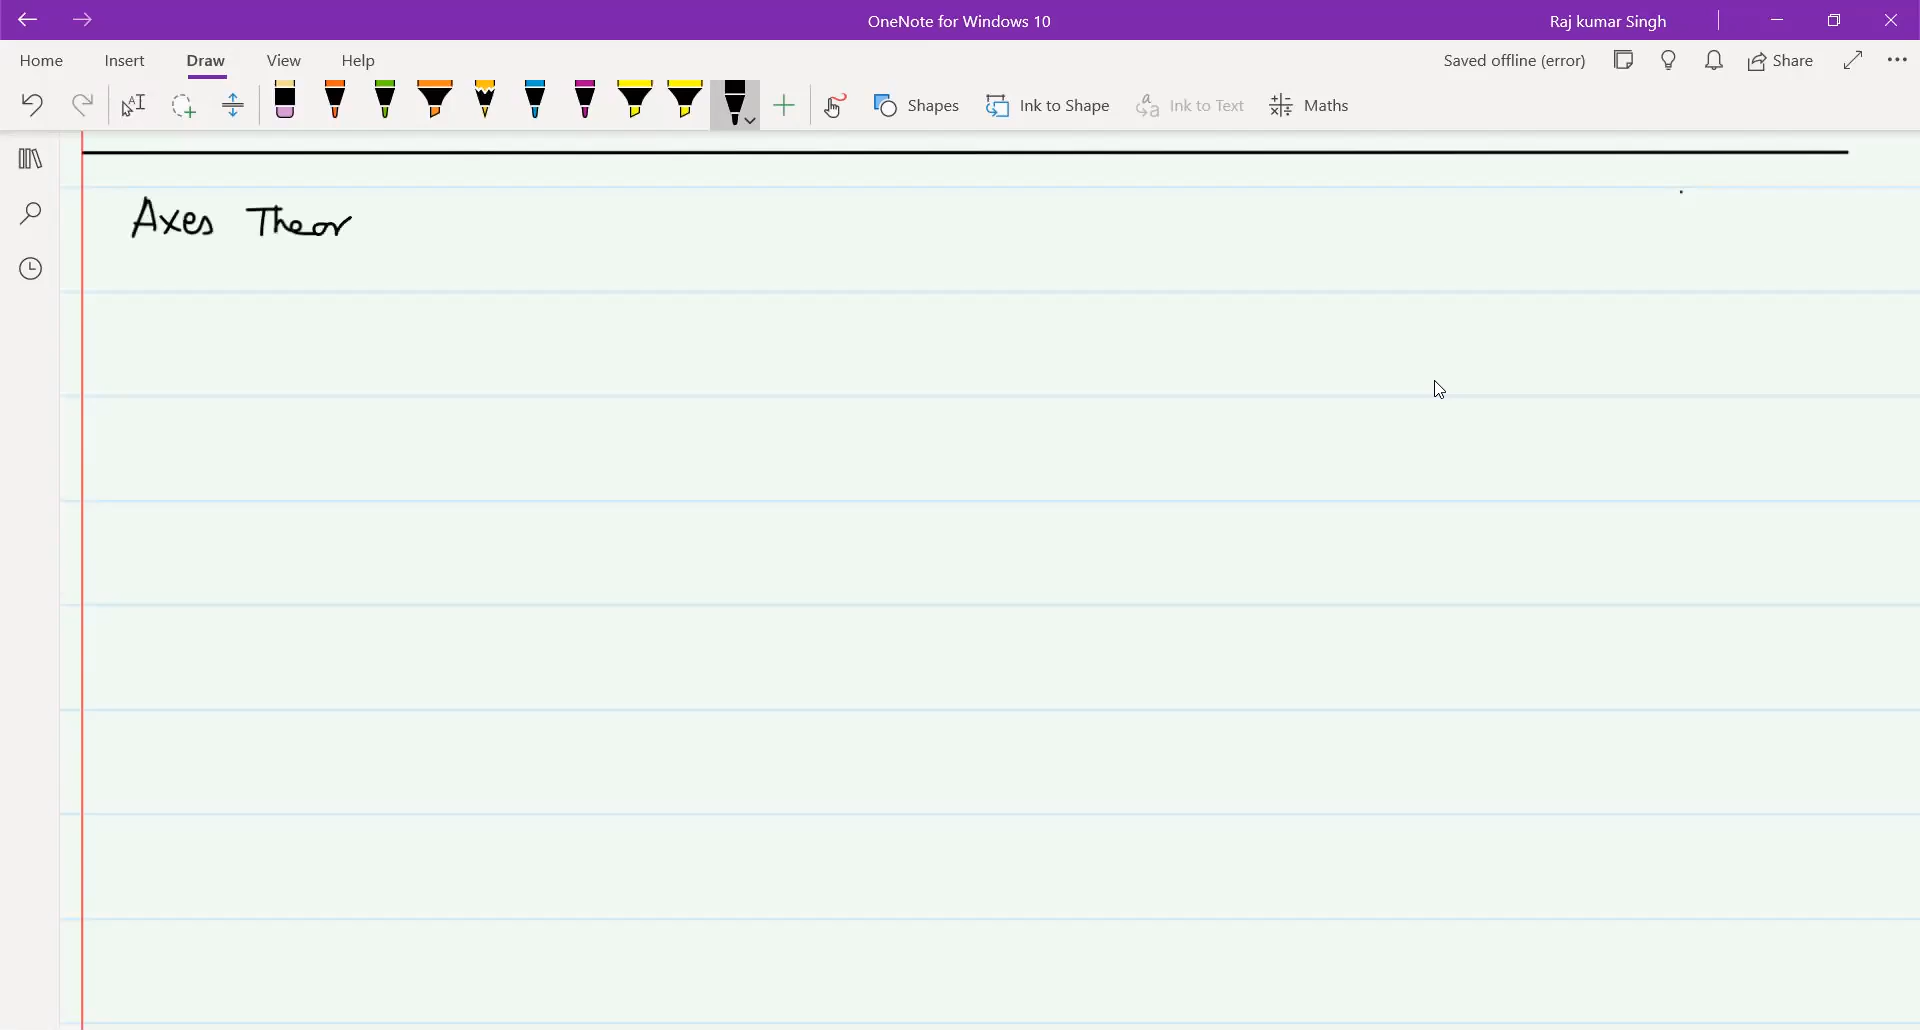 OneNote for Windows 10 Raj kumar Singh
Home Insert Draw View Help Saved offline (error) Share
Shapes Ink to Shape Ink to Text Maths
Axes Theor